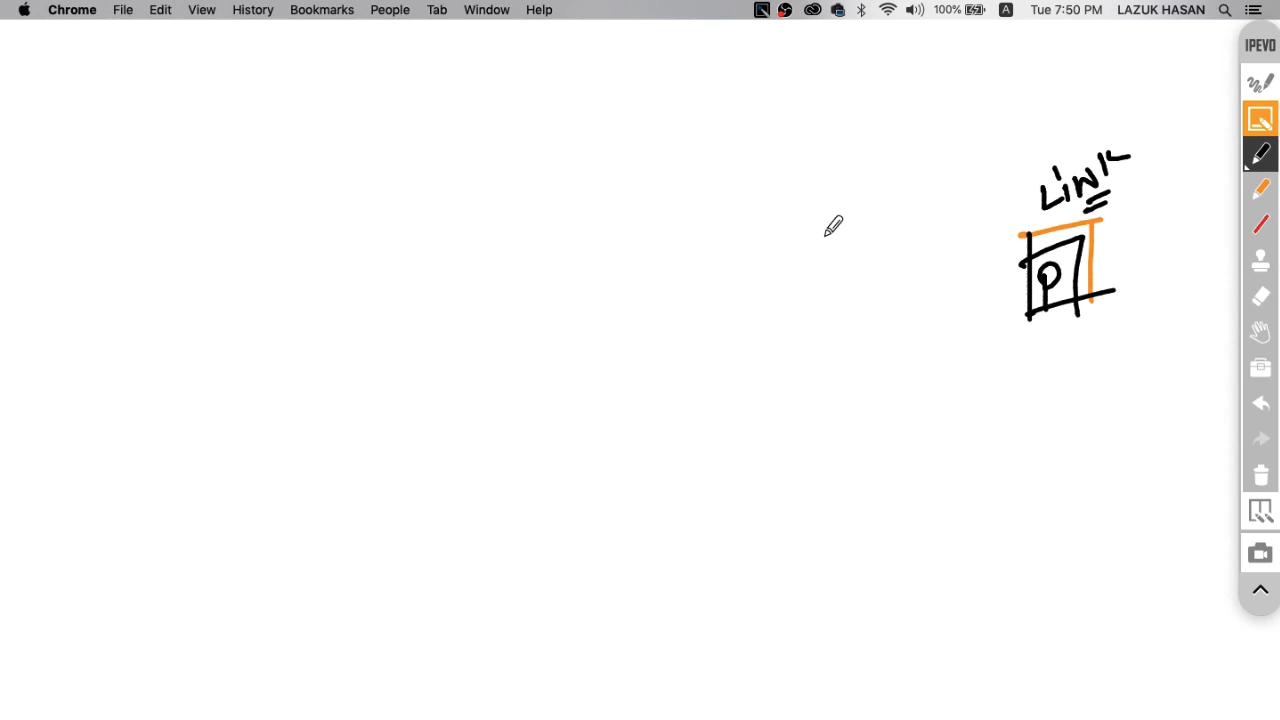 Chrome File Edit View History Bookmarks People Tab Window Help 100% A Tue 7:50 PM LAZUK HASAN
IPEVO
Link
P